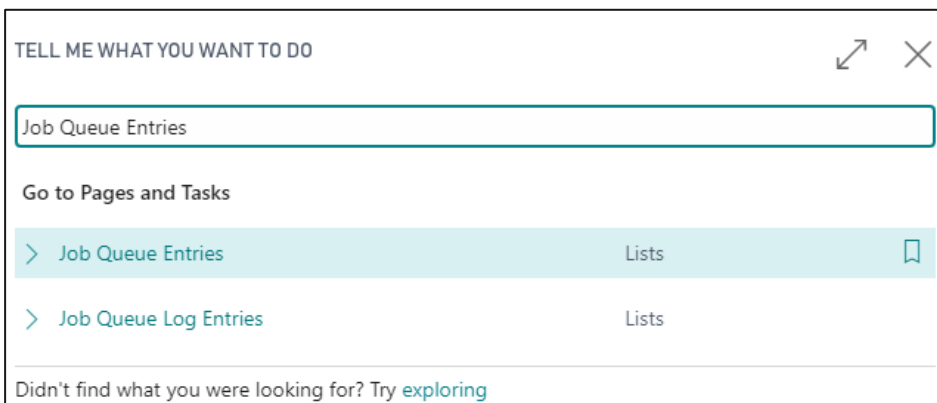 TELL ME WHAT YOU WANT TO DO
Job Queue Entries
Go to Pages and Tasks
Job Queue Entries Lists
Job Queue Log Entries Lists
Didn't find what you were looking for? Try exploring